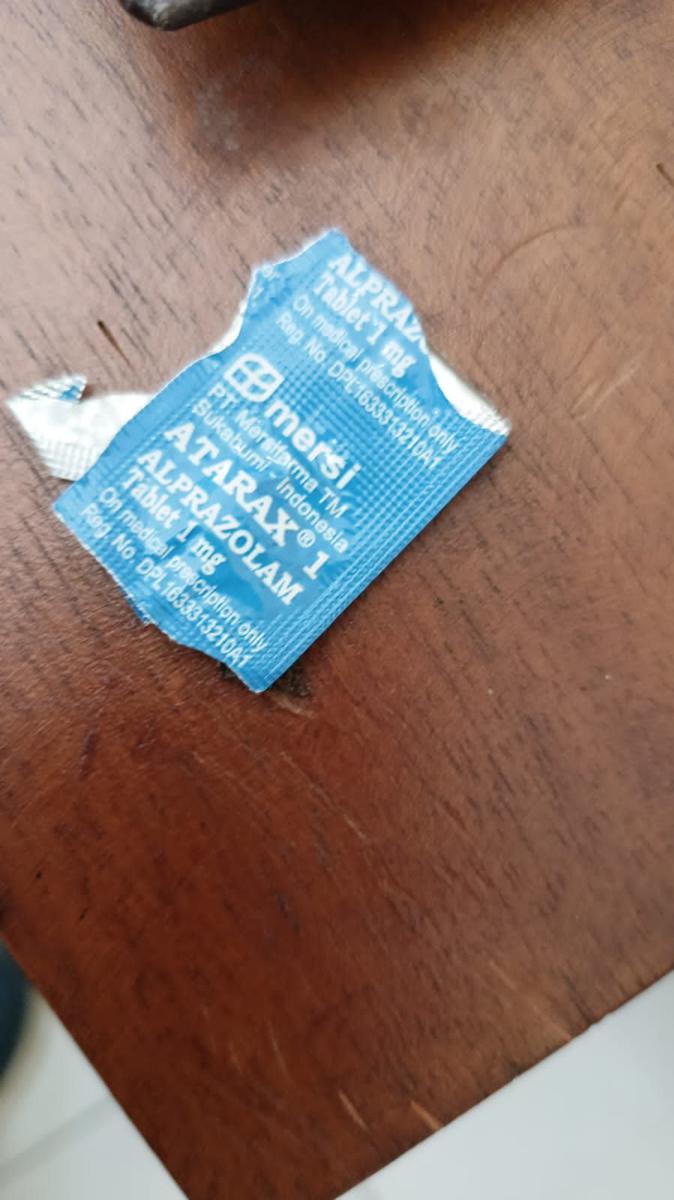 ALPRAZ
Tablet 1 mg
On medical prescription only
Reg. No. DPL1633313210A1
mersi
PT. Mersifarma TM
Sukabumi - Indonesia
ATARAX® 1
ALPRAZOLAM
Tablet 1 mg
On medical prescription only
Reg. No. DPL1633313210A1